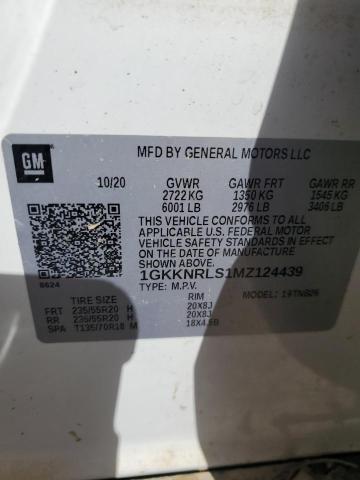 GM
MFD BY GENERAL MOTORS LLC
10/20 GVWR GAWR FRT GAWR RR
2722 KG 1350 KG 1545 KG
6001 LB 2976 LB 3406 LB
THIS VEHICLE CONFORMS TO ALL
APPLICABLE U.S. FEDERAL MOTOR
VEHICLE SAFETY STANDARDS IN
EFFECT ON THE DATE OF
MANUFACTURE SHOWN ABOVE.
1GKKNRLS1MZ124439
TYPE: M.P.V. MODEL: 19TNB26
8624
TIRE SIZE RIM
FRT 235/55R20 H 20X8J
RR 235/55R20 H 20X8J
SPA T135/70R18 M 18X4.5B